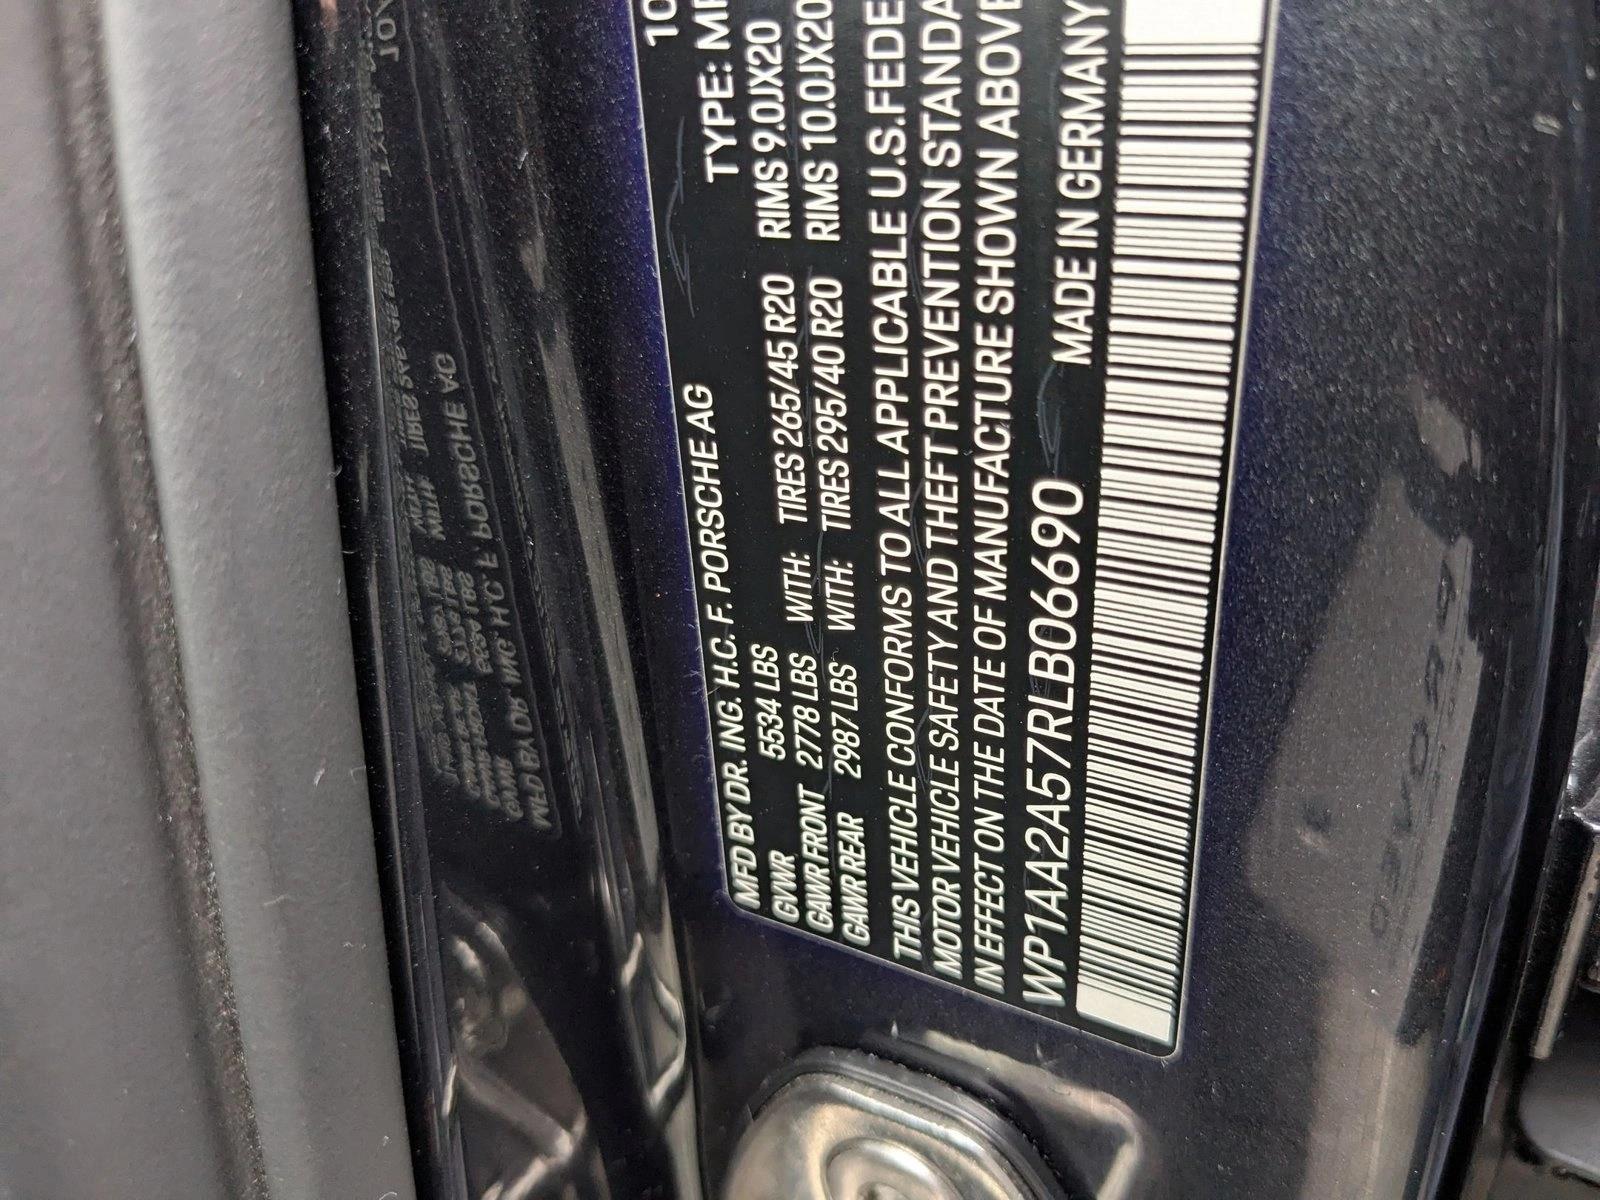 MFD BY DR. ING. H.C. F. PORSCHE AG 10
GVWR 5534 LBS TYPE: MP
GAWR FRONT 2778 LBS WITH: TIRES 265/45 R20 RIMS 9.0JX20
GAWR REAR 2987 LBS WITH: TIRES 295/40 R20 RIMS 10.0JX20
THIS VEHICLE CONFORMS TO ALL APPLICABLE U.S.FEDE
MOTOR VEHICLE SAFETY AND THEFT PREVENTION STANDA
IN EFFECT ON THE DATE OF MANUFACTURE SHOWN ABOVE
WP1AA2A57RLB06690 MADE IN GERMANY